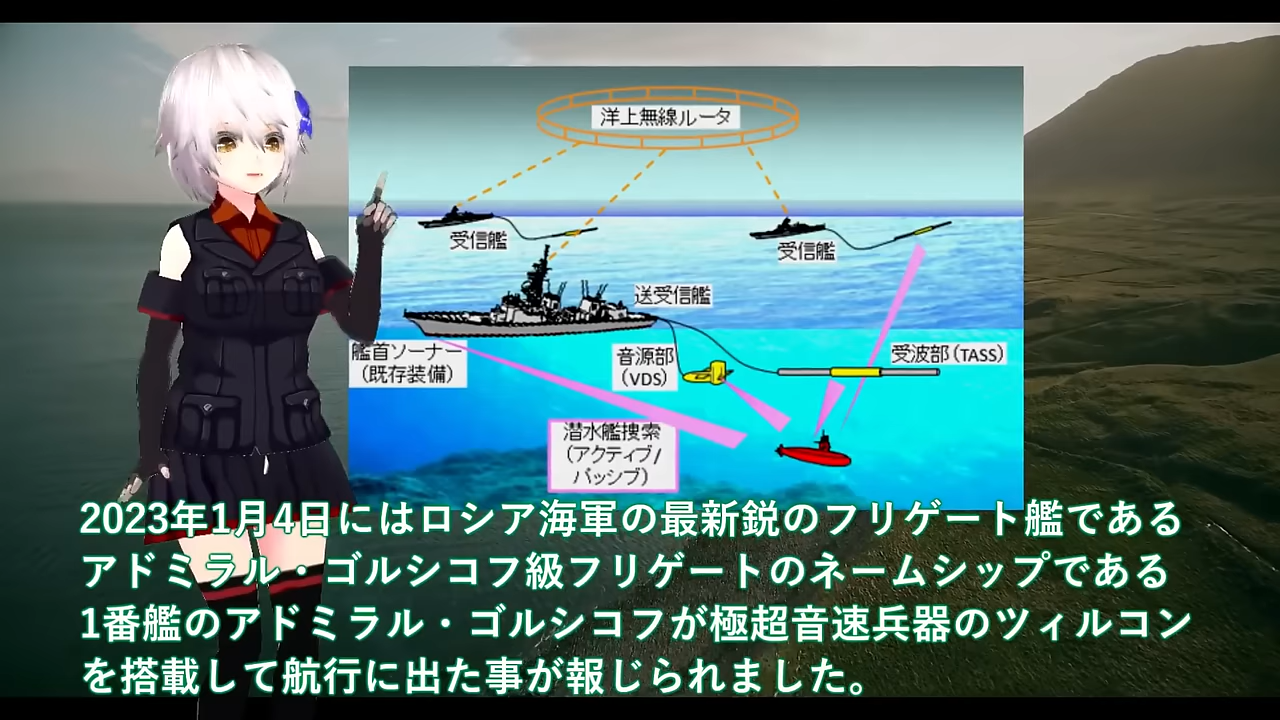 洋上無線ルータ
受信艦
受信艦
送受信艦
艦首ソーナー
（既存装備）
音源部
（VDS）
受波部（TASS）
潜水艦捜索
（アクティブ/
パッシブ）
2023年1月4日にはロシア海軍の最新鋭のフリゲート艦である
アドミラル・ゴルシコフ級フリゲートのネームシップである
1番艦のアドミラル・ゴルシコフが極超音速兵器のツィルコン
を搭載して航行に出た事が報じられました。